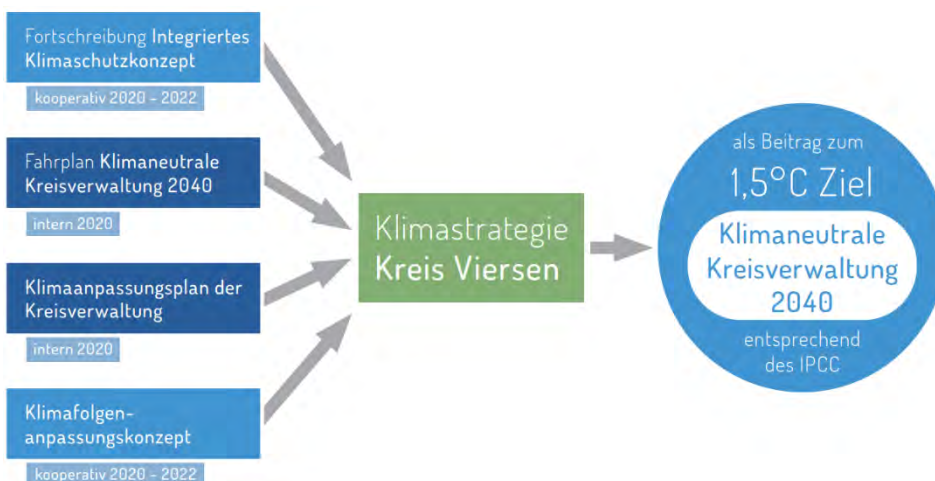 Fortschreibung Integriertes
Klimaschutzkonzept
kooperativ 2020 - 2022
Fahrplan Klimaneutrale
Kreisverwaltung 2040
intern 2020
Klimaanpassungsplan der
Kreisverwaltung
intern 2020
Klimafolgen-
anpassungskonzept
kooperativ 2020 - 2022
Klimastrategie
Kreis Viersen
als Beitrag zum
1,5°C Ziel
Klimaneutrale
Kreisverwaltung
2040
entsprechend
des IPCC